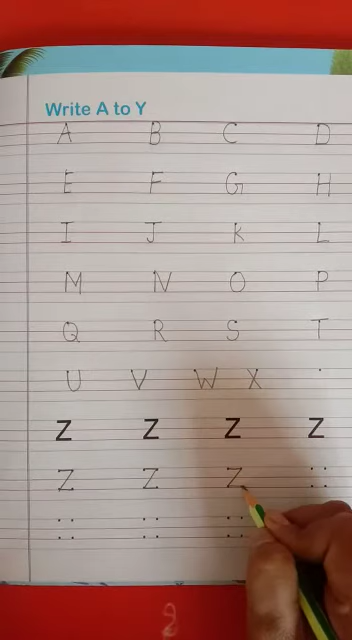 Write A to Y
A B C D
E F G H
I J K L
M N O P
Q R S T
U V W X
Z Z Z Z
Z Z Z